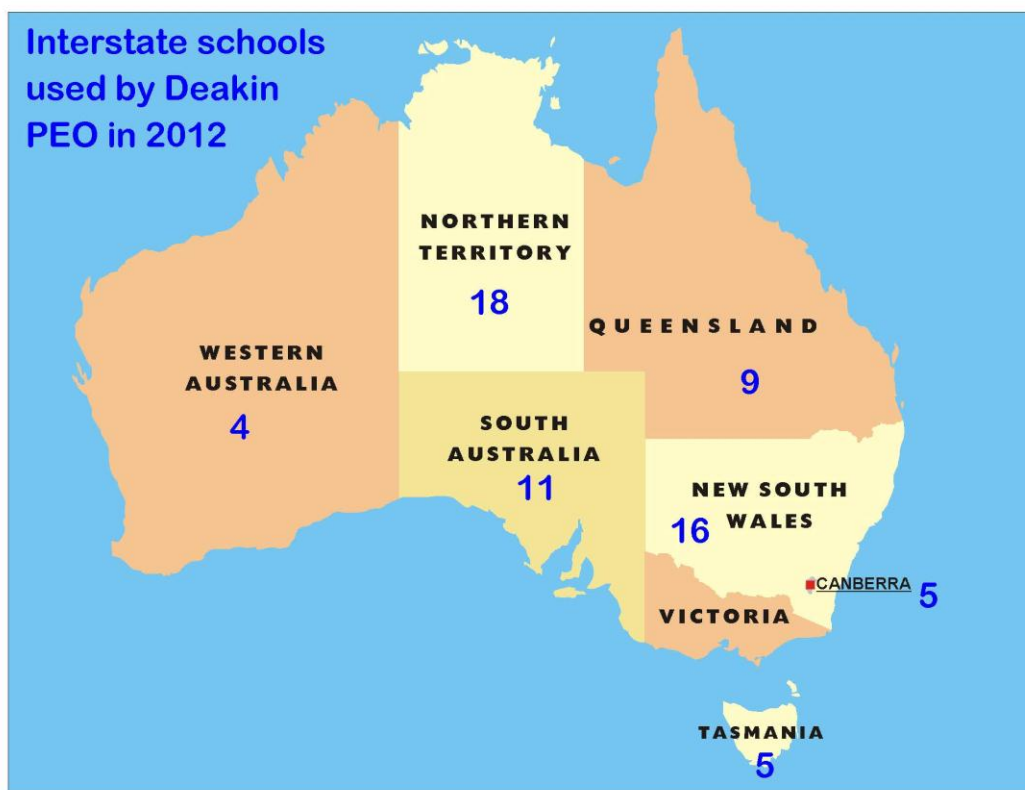 Interstate schools
used by Deakin
PEO in 2012
NORTHERN
TERRITORY
18
QUEENSLAND
9
WESTERN
AUSTRALIA
4
SOUTH
AUSTRALIA
11
NEW SOUTH
WALES
16
CANBERRA 5
VICTORIA
TASMANIA
5